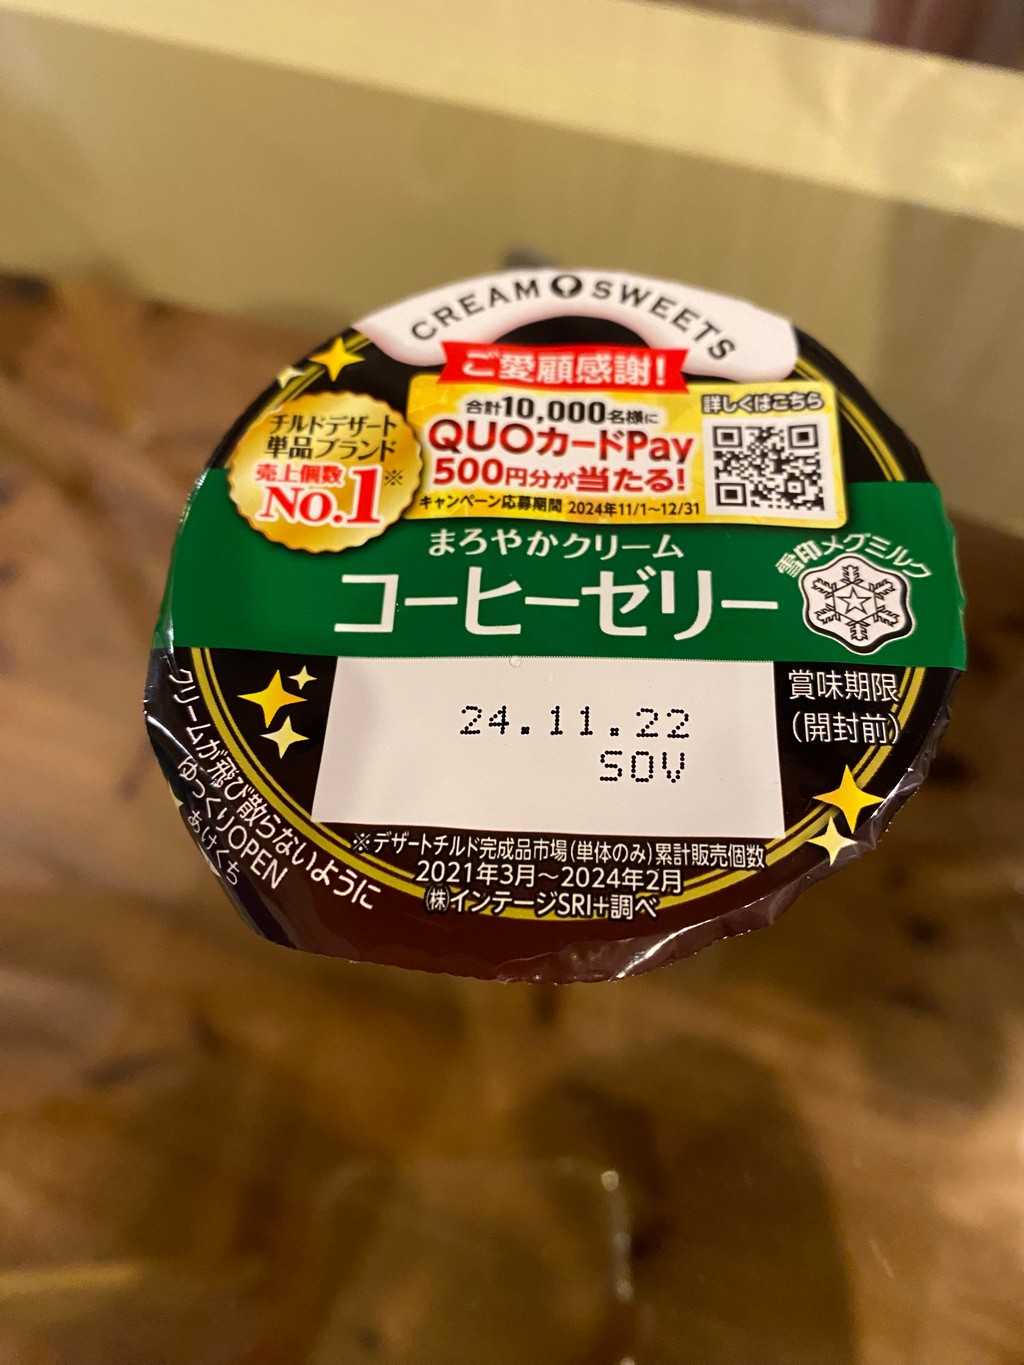 CREAM SWEETS
ご愛顧感謝!
合計10,000名様に
QUOカードPay
500円分が当たる!
キャンペーン応募期間 2024年11/1〜12/31
詳しくはこちら
チルドデザート
単品ブランド
売上個数
No.1※
まろやかクリーム
コーヒーゼリー
雪印メグミルク
24.11.22
SOV
賞味期限
(開封前)
クリームが飛び散らないように
ゆっくりOPEN
あけくち
※デザートチルド完成品市場(単体のみ)累計販売個数
2021年3月〜2024年2月
㈱インテージSRI+調べ